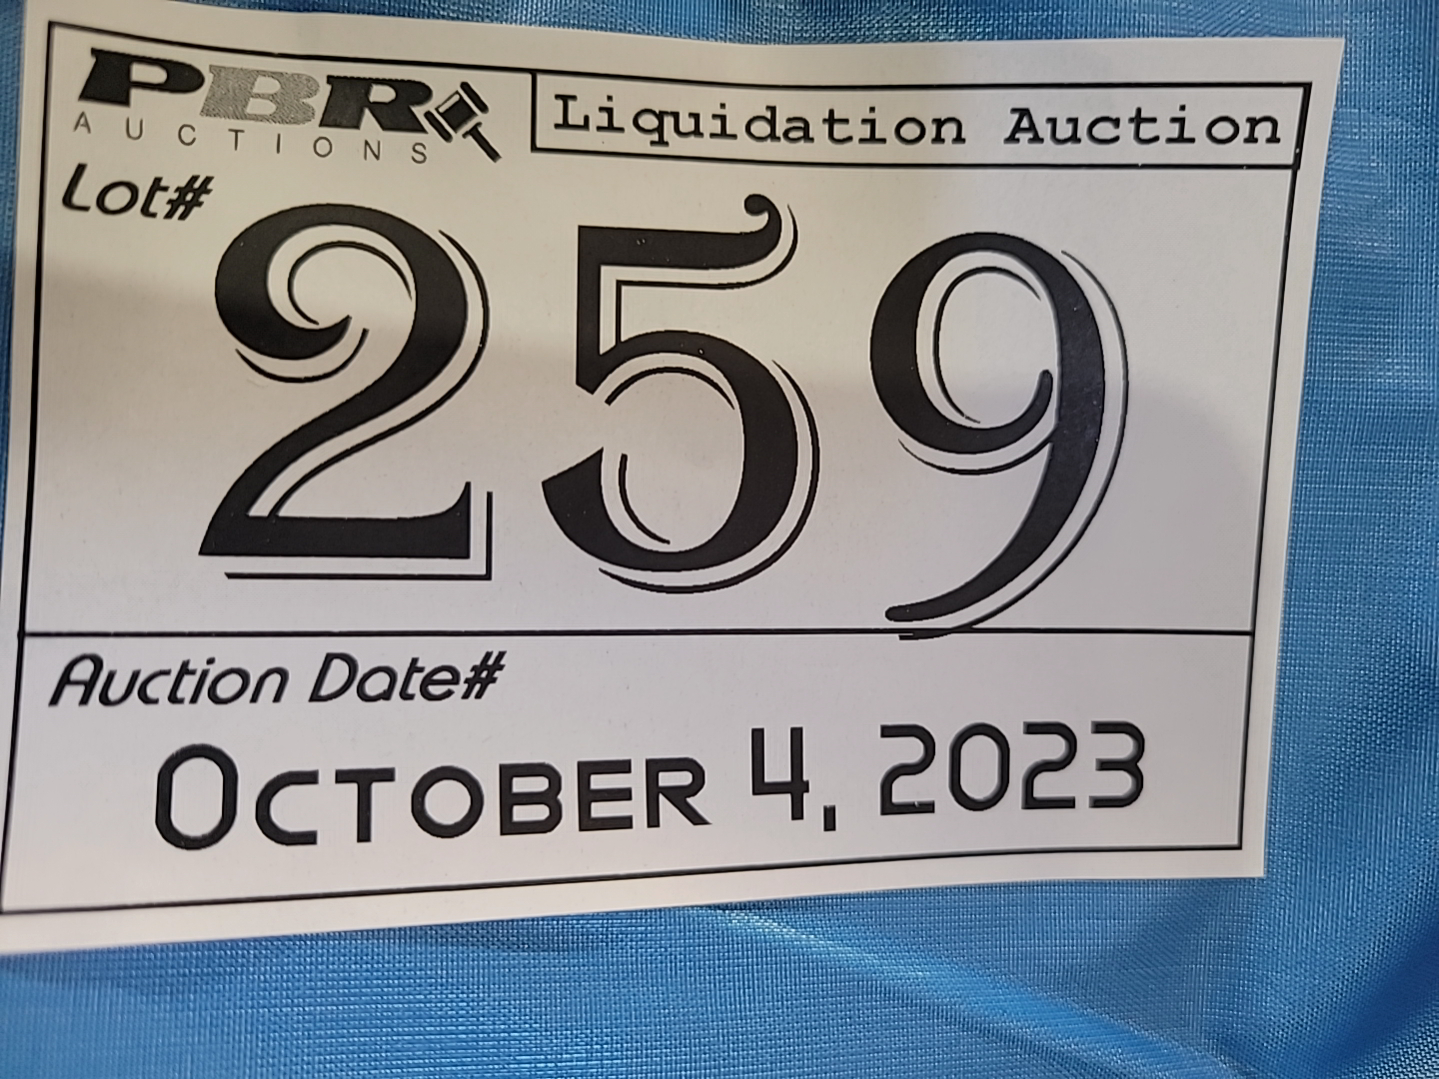 PBR
AUCTIONS
Liquidation Auction
Lot#
259
Auction Date#
OCTOBER 4, 2023